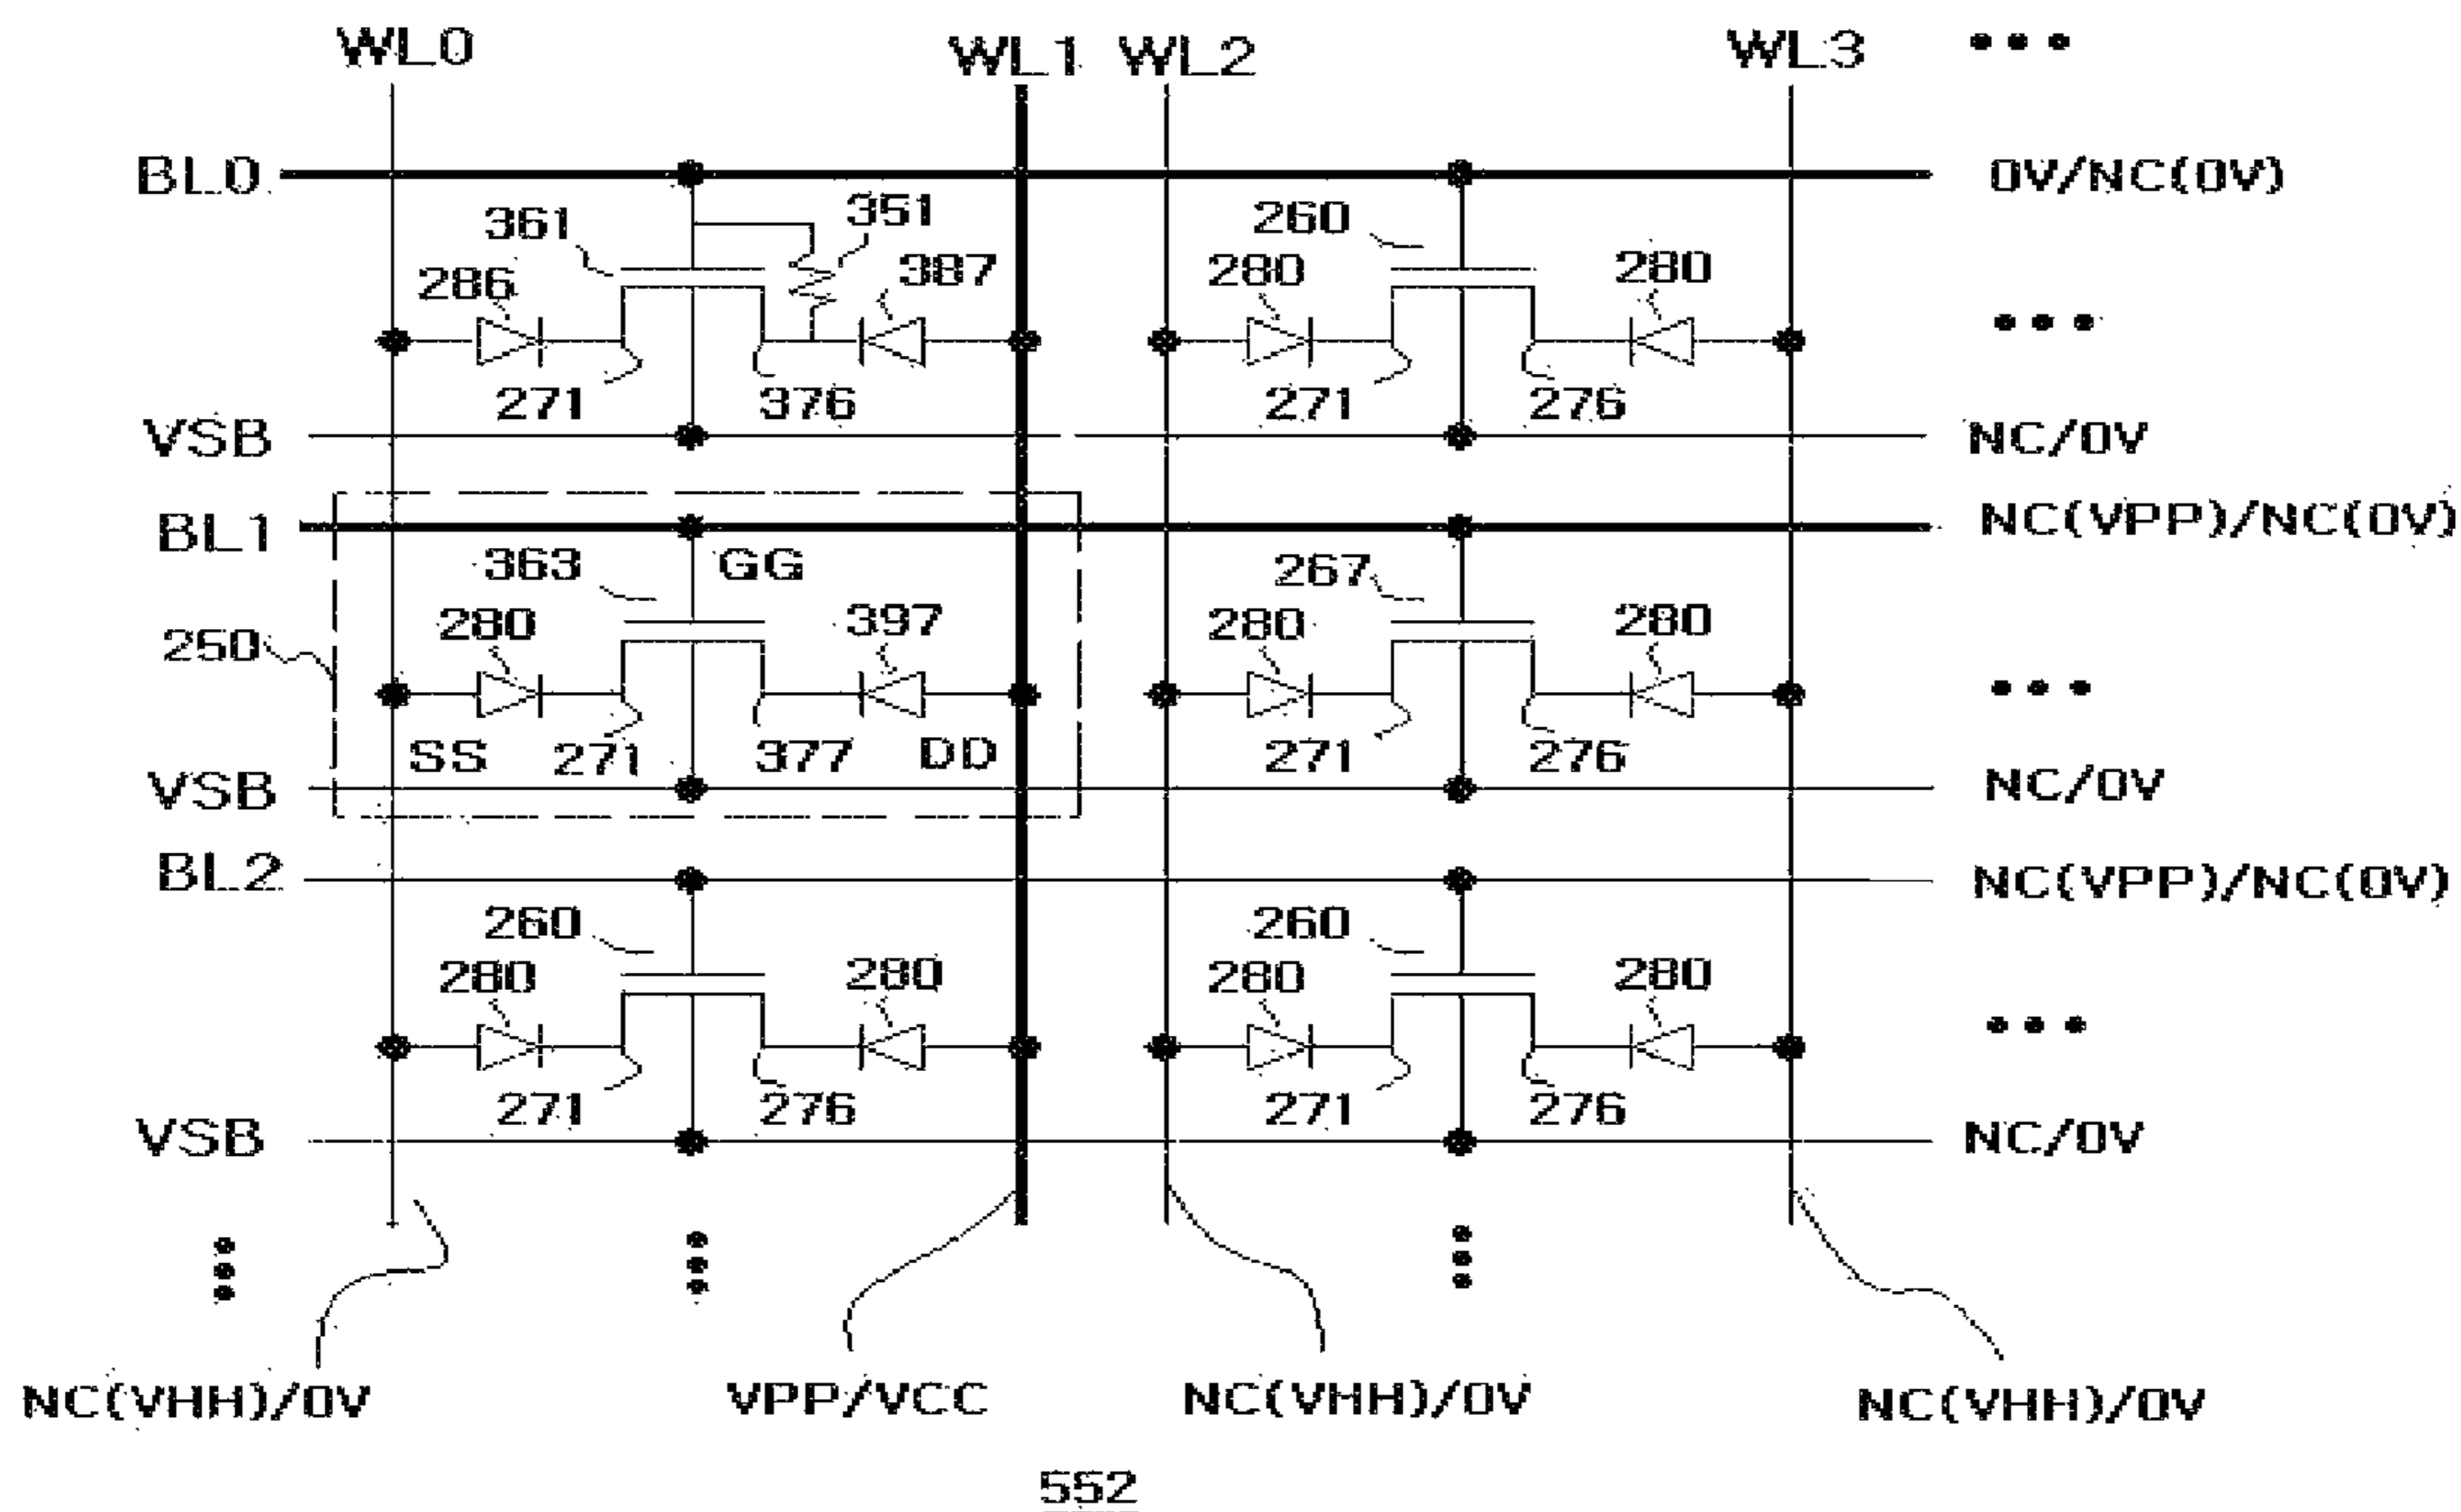 WL0 WL1 WL2 WL3 •••
BL0 0V/NC(0V)
361 351 260
286 387 280 280
•••
271 376 271 276
VSB NC/0V
BL1 NC(VPP)/NC(0V)
363 GG 267
280 397 280 280
250
•••
SS 271 377 DD 271 276
VSB NC/0V
BL2 NC(VPP)/NC(0V)
260 260
280 280 280 280
•••
271 276 271 276
VSB NC/0V
NC(VHH)/0V VPP/VCC NC(VHH)/0V NC(VHH)/0V
552